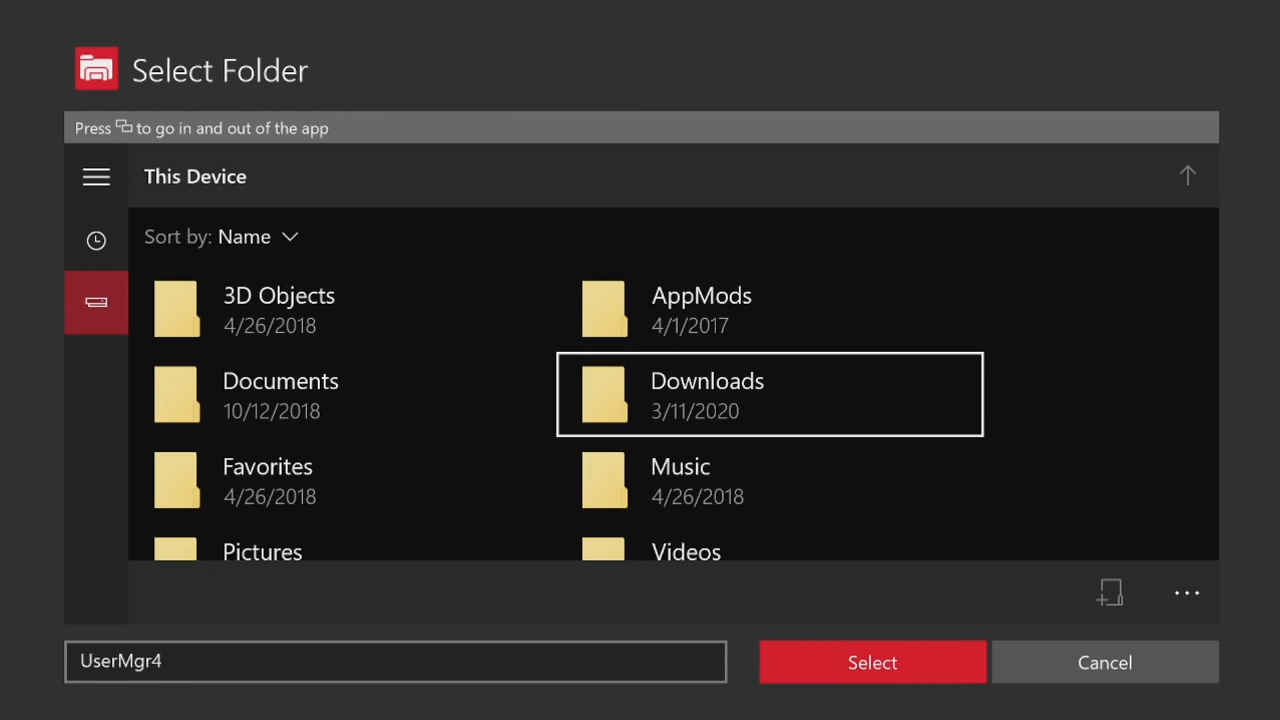 Select Folder
Press to go in and out of the app
This Device
Sort by: Name
3D Objects
4/26/2018
AppMods
4/1/2017
Documents
10/12/2018
Downloads
3/11/2020
Favorites
4/26/2018
Music
4/26/2018
Pictures
Videos
UserMgr4
Select
Cancel